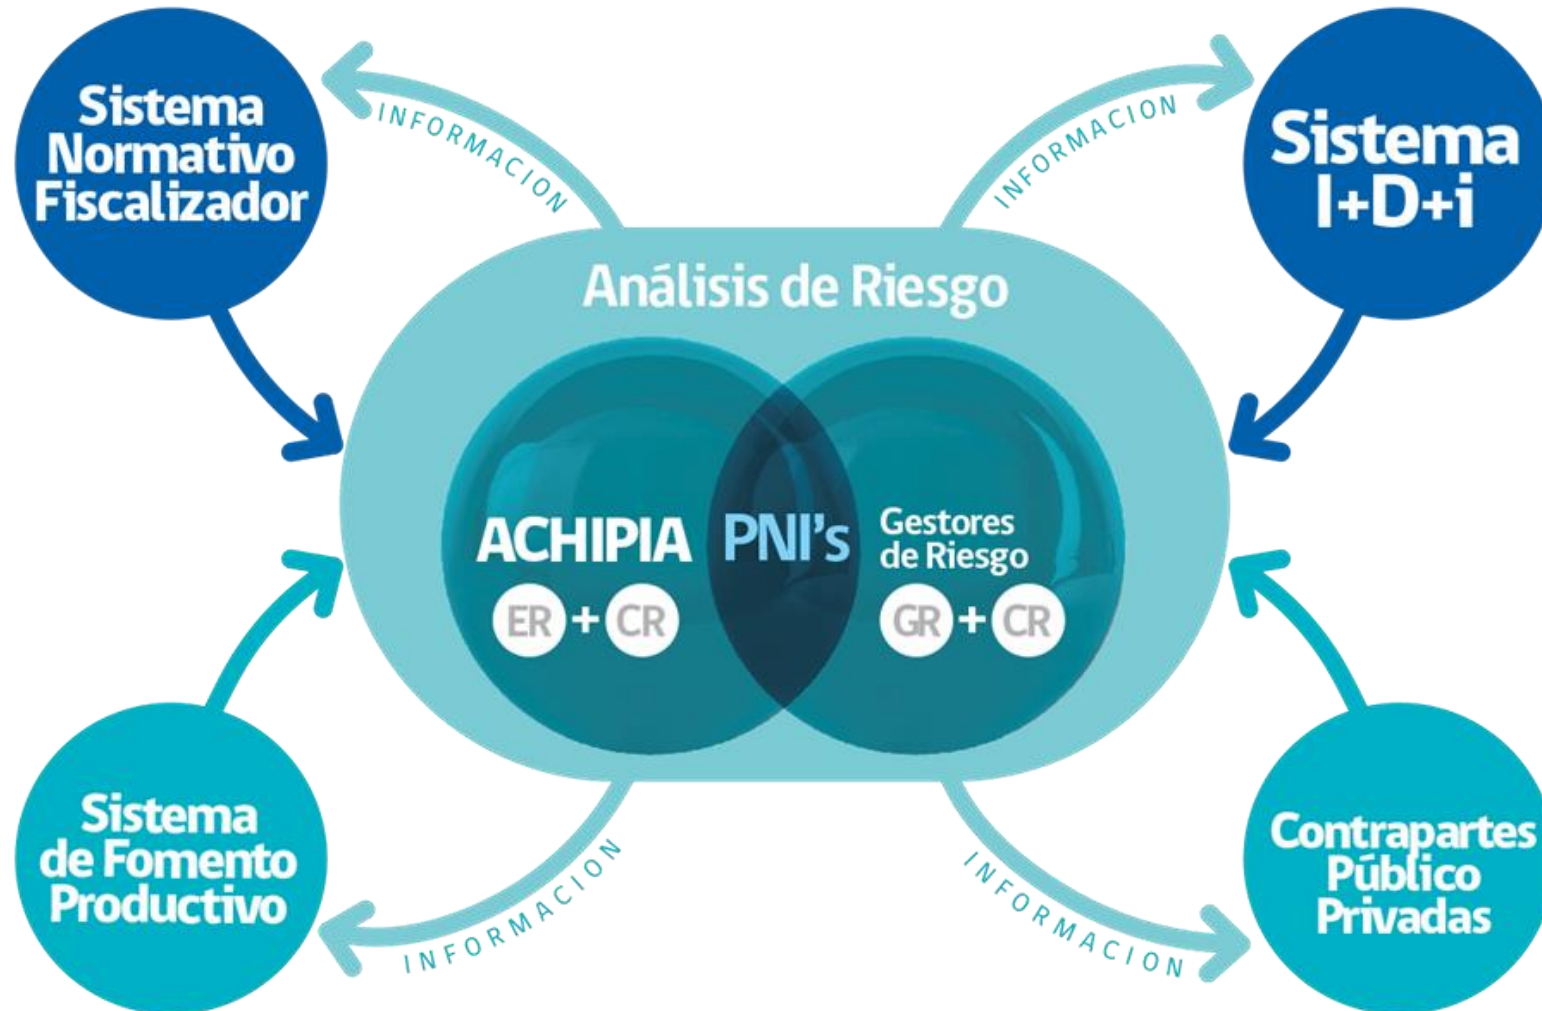 Sistema
Normativo
Fiscalizador
INFORMACION
INFORMACION
Sistema
I+D+i
Análisis de Riesgo
ACHIPIA
ER + CR
PNI's
Gestores
de Riesgo
GR + CR
Sistema
de Fomento
Productivo
INFORMACION
INFORMACION
Contrapartes
Público
Privadas